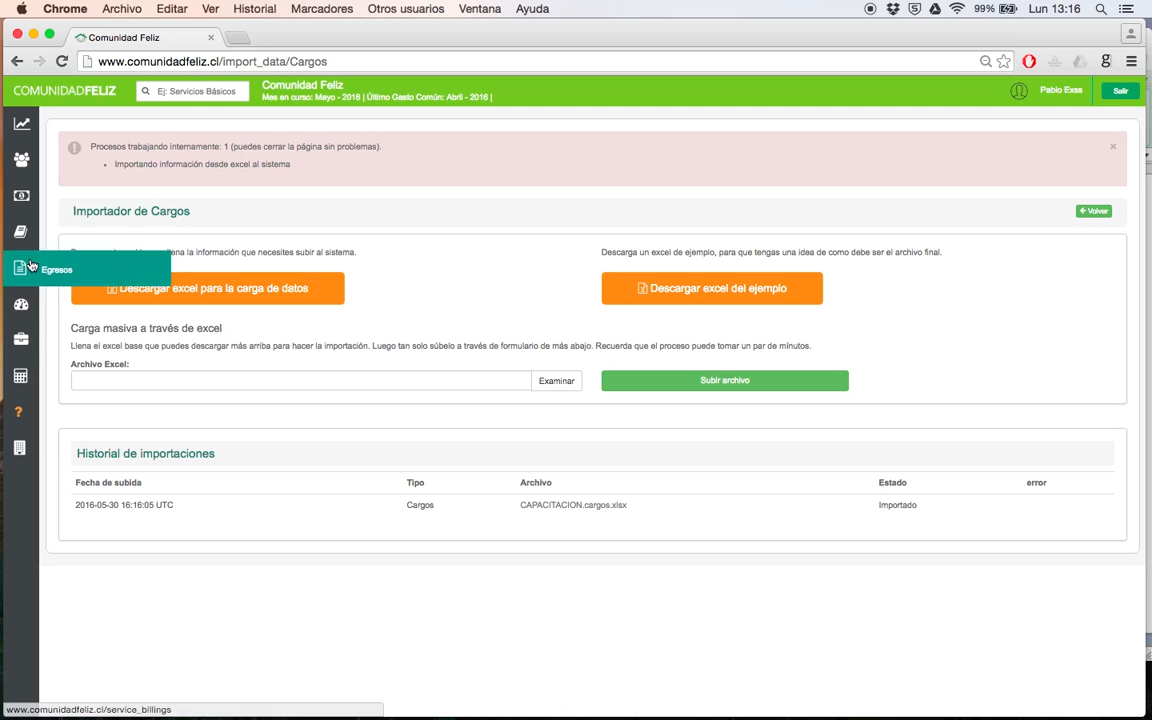 Chrome Archivo Editar Ver Historial Marcadores Otros usuarios Ventana Ayuda 99% Lun 13:16
Comunidad Feliz
www.comunidadfeliz.cl/import_data/Cargos
COMUNIDADFELIZ Ej: Servicios Básicos Comunidad Feliz Pablo Exss Salir
Mes en curso: Mayo - 2016 | Último Gasto Común: Abril - 2016 |
Procesos trabajando internamente: 1 (puedes cerrar la página sin problemas).
Importando información desde excel al sistema
Importador de Cargos Volver
la información que necesites subir al sistema. Descarga un excel de ejemplo, para que tengas una idea de como debe ser el archivo final.
Egresos
Descargar excel para la carga de datos Descargar excel del ejemplo
Carga masiva a través de excel
Llena el excel base que puedes descargar más arriba para hacer la importación. Luego tan solo súbelo a través de formulario de más abajo. Recuerda que el proceso puede tomar un par de minutos.
Archivo Excel:
Examinar Subir archivo
?
Historial de importaciones
Fecha de subida Tipo Archivo Estado error
2016-05-30 16:16:05 UTC Cargos CAPACITACION.cargos.xlsx Importado
www.comunidadfeliz.cl/service_billings